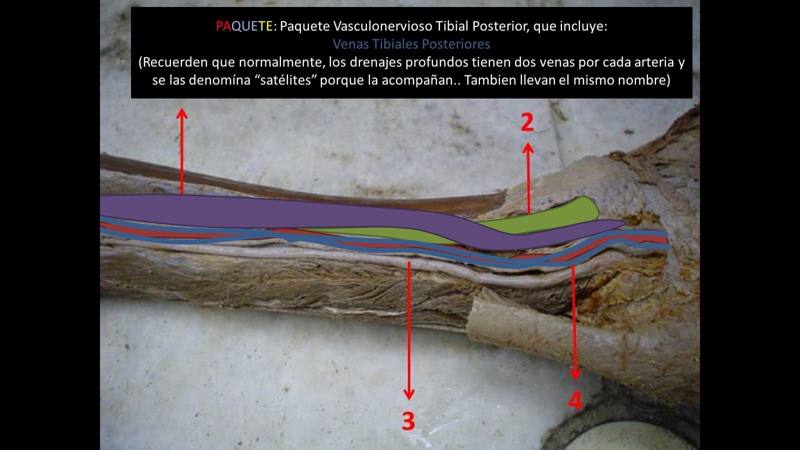 PAQUETE: Paquete Vasculonervioso Tibial Posterior, que incluye:
Venas Tibiales Posteriores
(Recuerden que normalmente, los drenajes profundos tienen dos venas por cada arteria y
se las denomína “satélites” porque la acompañan.. Tambien llevan el mismo nombre)
2
3
4